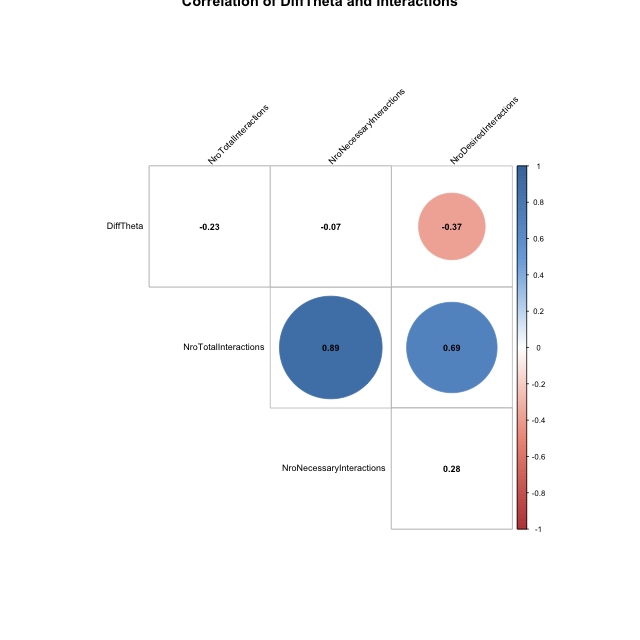 Correlation of DiffTheta and Interactions
NroTotalInteractions
NroNecessaryInteractions
NroDesiredInteractions
DiffTheta
-0.23
-0.07
-0.37
NroTotalInteractions
0.89
0.69
NroNecessaryInteractions
0.28
1
0.8
0.6
0.4
0.2
0
-0.2
-0.4
-0.6
-0.8
-1